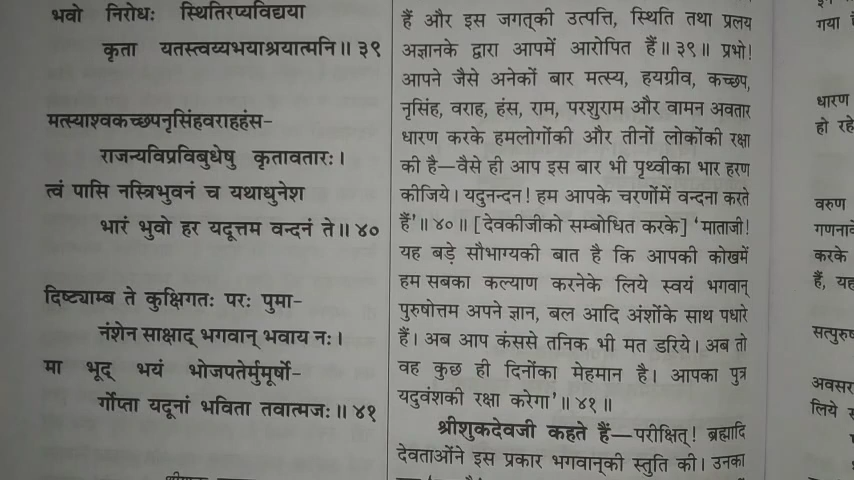 भवो निरोधः स्थितिरप्यविद्यया
कृता यतस्त्वय्यभयाश्रयात्मनि॥ ३९
मत्स्याश्वकच्छपनृसिंहवराहहंस-
राजन्यविप्रविबुधेषु कृतावतारः।
त्वं पासि नस्त्रिभुवनं च यथाधुनेश
भारं भुवो हर यदूत्तम वन्दनं ते॥ ४०
दिष्ट्याम्ब ते कुक्षिगतः परः पुमा-
नंशेन साक्षाद् भगवान् भवाय नः।
मा भूद् भयं भोजपतेर्मुमूर्षो-
र्गोप्ता यदूनां भविता तवात्मजः॥ ४१
हैं और इस जगत्‌की उत्पत्ति, स्थिति तथा प्रलय
अज्ञानके द्वारा आपमें आरोपित हैं॥ ३९॥ प्रभो!
आपने जैसे अनेकों बार मत्स्य, हयग्रीव, कच्छप,
नृसिंह, वराह, हंस, राम, परशुराम और वामन अवतार
धारण करके हमलोगोंकी और तीनों लोकोंकी रक्षा
की है—वैसे ही आप इस बार भी पृथ्वीका भार हरण
कीजिये। यदुनन्दन! हम आपके चरणोंमें वन्दना करते
हैं'॥ ४०॥ [देवकीजीको सम्बोधित करके] 'माताजी!
यह बड़े सौभाग्यकी बात है कि आपकी कोखमें
हम सबका कल्याण करनेके लिये स्वयं भगवान्
पुरुषोत्तम अपने ज्ञान, बल आदि अंशोंके साथ पधारे
हैं। अब आप कंससे तनिक भी मत डरिये। अब तो
वह कुछ ही दिनोंका मेहमान है। आपका पुत्र
यदुवंशकी रक्षा करेगा'॥ ४१॥
श्रीशुकदेवजी कहते हैं—परीक्षित्! ब्रह्मादि
देवताओंने इस प्रकार भगवान्‌की स्तुति की। उनका
गया
धारण
हो रहे
वरुण
करके
हैं, यह
अवसर
लिये